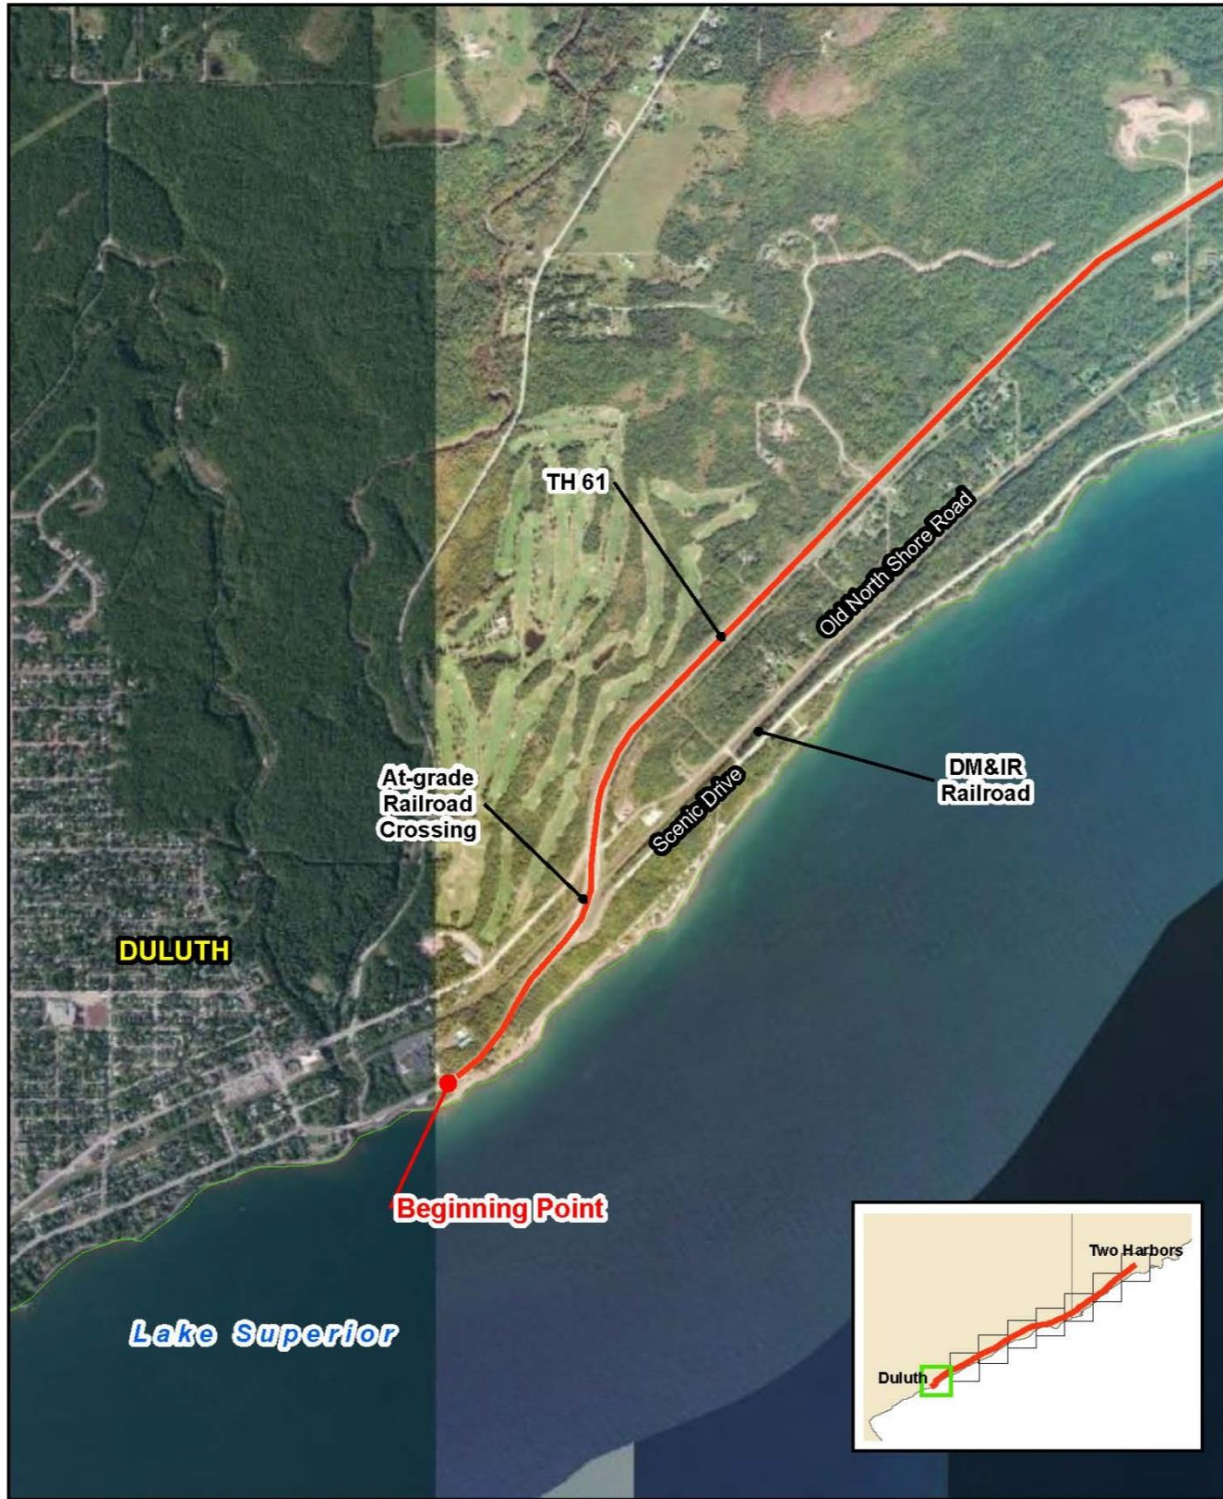 TH 61
Old North Shore Road
At-grade
Railroad
Crossing
Scenic Drive
DM&IR
Railroad
DULUTH
Beginning Point
Lake Superior
Two Harbors
Duluth